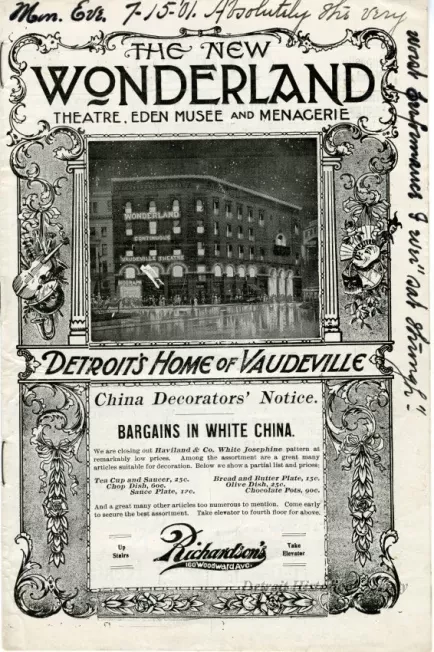 Mon. Eve. 7-15-01. Absolutely the very
worst performance I ever "sat through"-
THE NEW
WONDERLAND
THEATRE, EDEN MUSEE AND MENAGERIE
WONDERLAND
CONTINUOUS
VAUDEVILLE THEATRE
DETROIT'S HOME OF VAUDEVILLE
China Decorators' Notice.
BARGAINS IN WHITE CHINA.
We are closing out Haviland & Co. White Josephine pattern at
remarkably low prices. Among the assortment are a great many
articles suitable for decoration. Below we show a partial list and prices:
Tea Cup and Saucer, 25c. Bread and Butter Plate, 15c.
Chop Dish, 60c. Olive Dish, 25c.
Sauce Plate, 17c. Chocolate Pots, 90c.
And a great many other articles too numerous to mention. Come early
to secure the best assortment. Take elevator to fourth floor for above.
Up Stairs
Richardson's
160 Woodward Ave.
Take Elevator
Detroit Historical Society